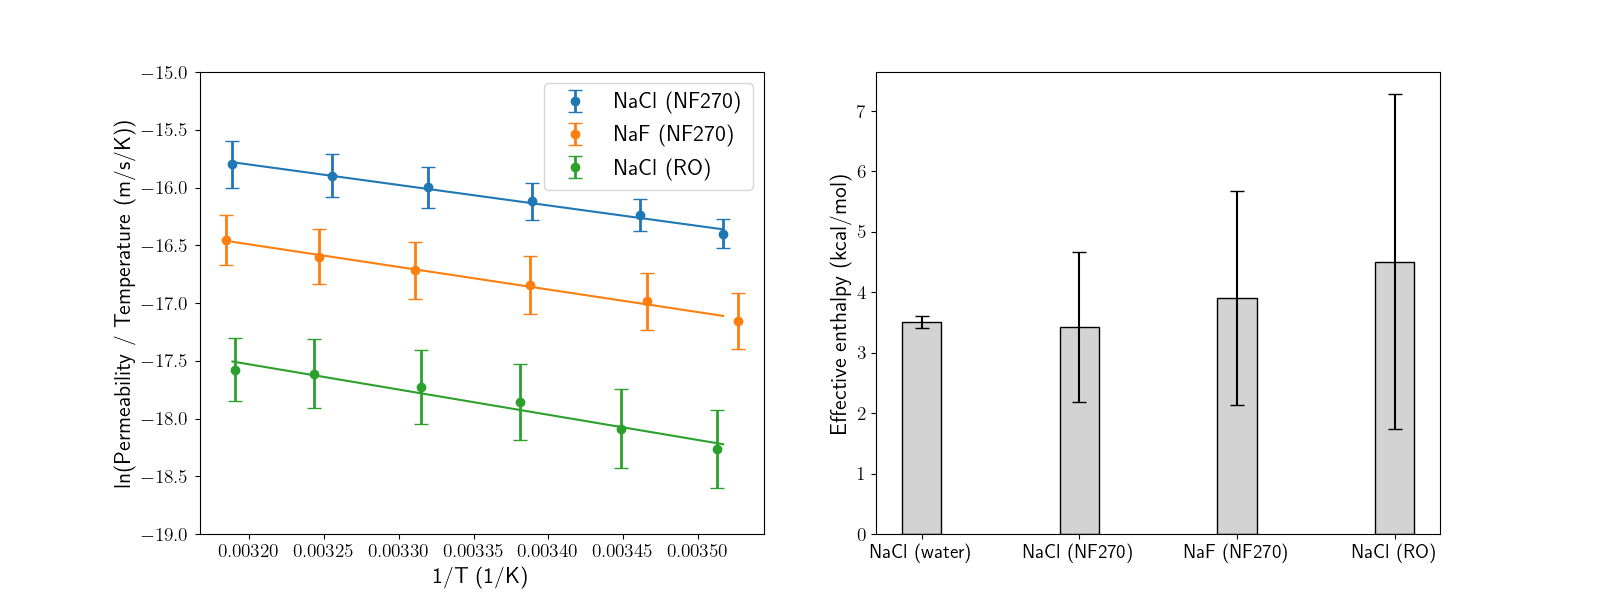 −15.0
−15.5
−16.0
−16.5
−17.0
−17.5
−18.0
−18.5
−19.0
ln(Permeability / Temperature (m/s/K))
NaCl (NF270)
NaF (NF270)
NaCl (RO)
0.00320 0.00325 0.00330 0.00335 0.00340 0.00345 0.00350
1/T (1/K)
7
6
5
4
3
2
1
0
Effective enthalpy (kcal/mol)
NaCl (water) NaCl (NF270) NaF (NF270) NaCl (RO)